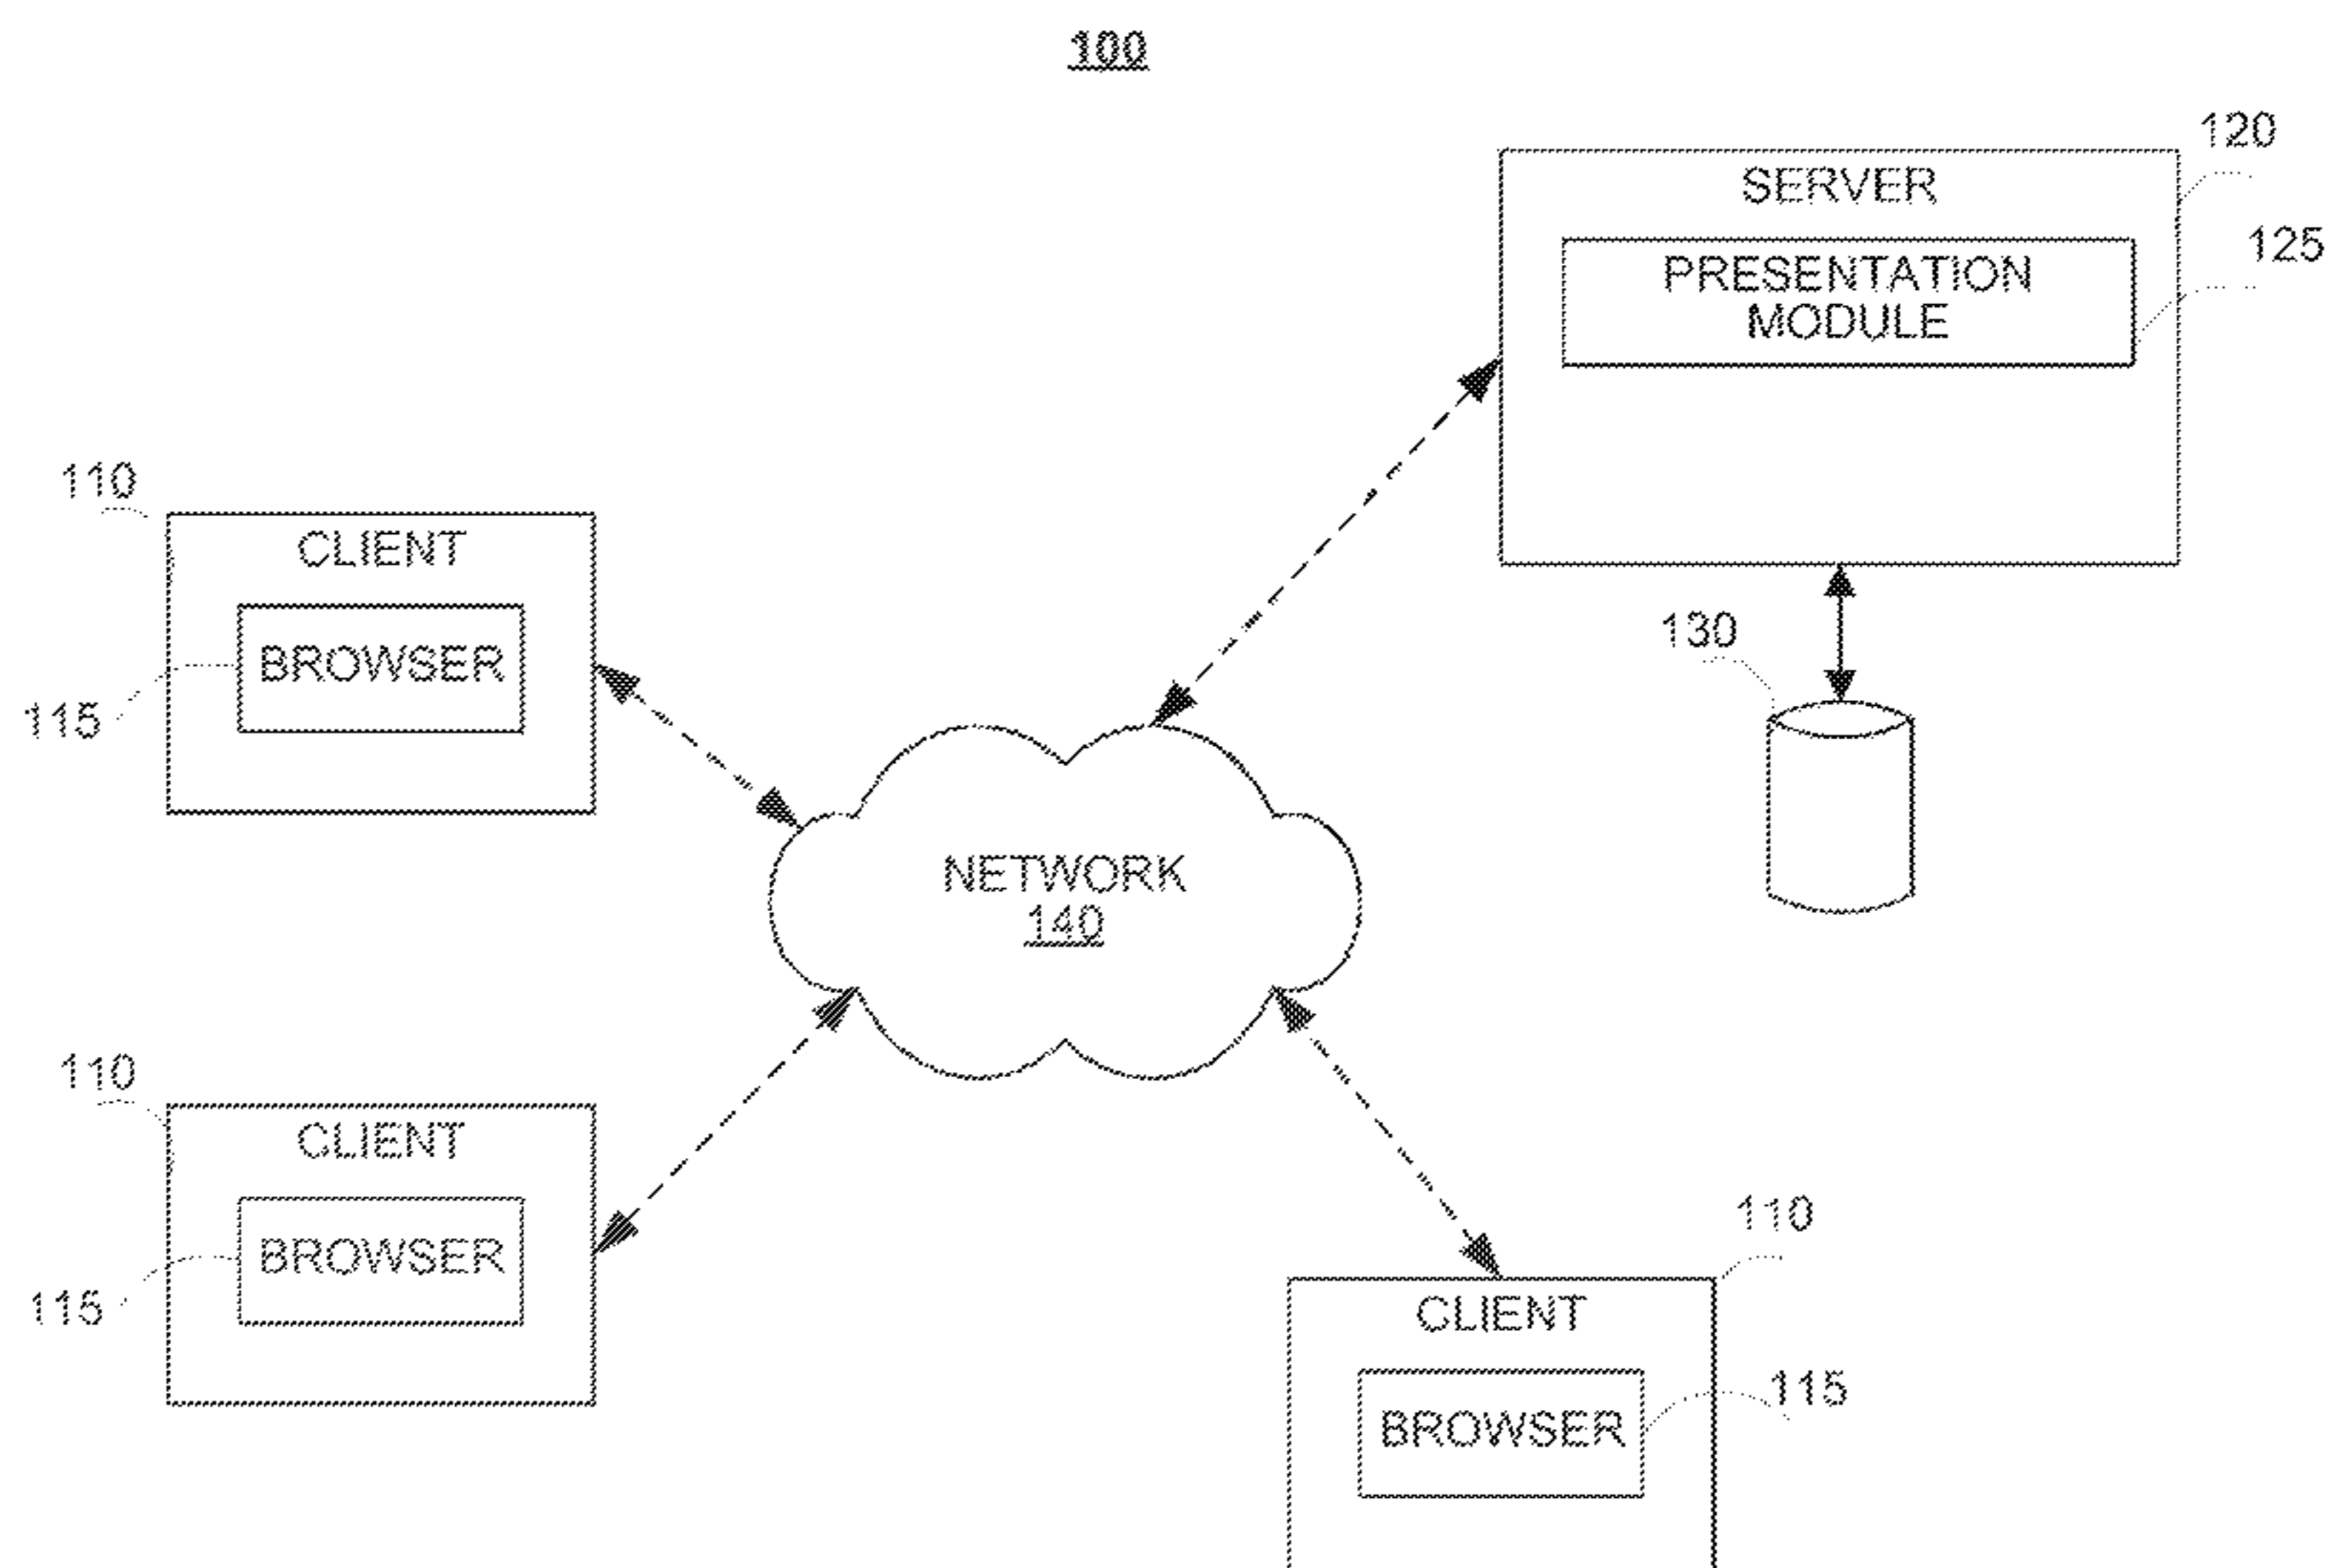 100
120
SERVER
125
PRESENTATION
MODULE
110
CLIENT
BROWSER
115
130
NETWORK
140
110
CLIENT
BROWSER
115
110
CLIENT
115
BROWSER